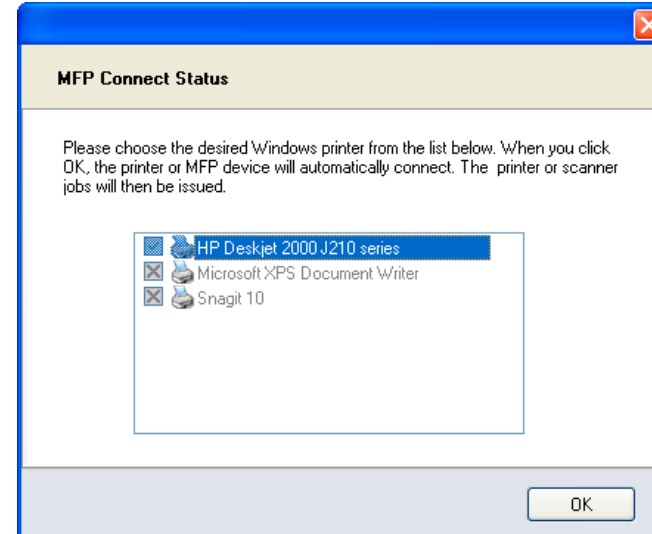 MFP Connect Status
Please choose the desired Windows printer from the list below. When you click
OK, the printer or MFP device will automatically connect. The  printer or scanner
jobs will then be issued.
HP Deskjet 2000 J210 series
Microsoft XPS Document Writer
Snagit 10
OK